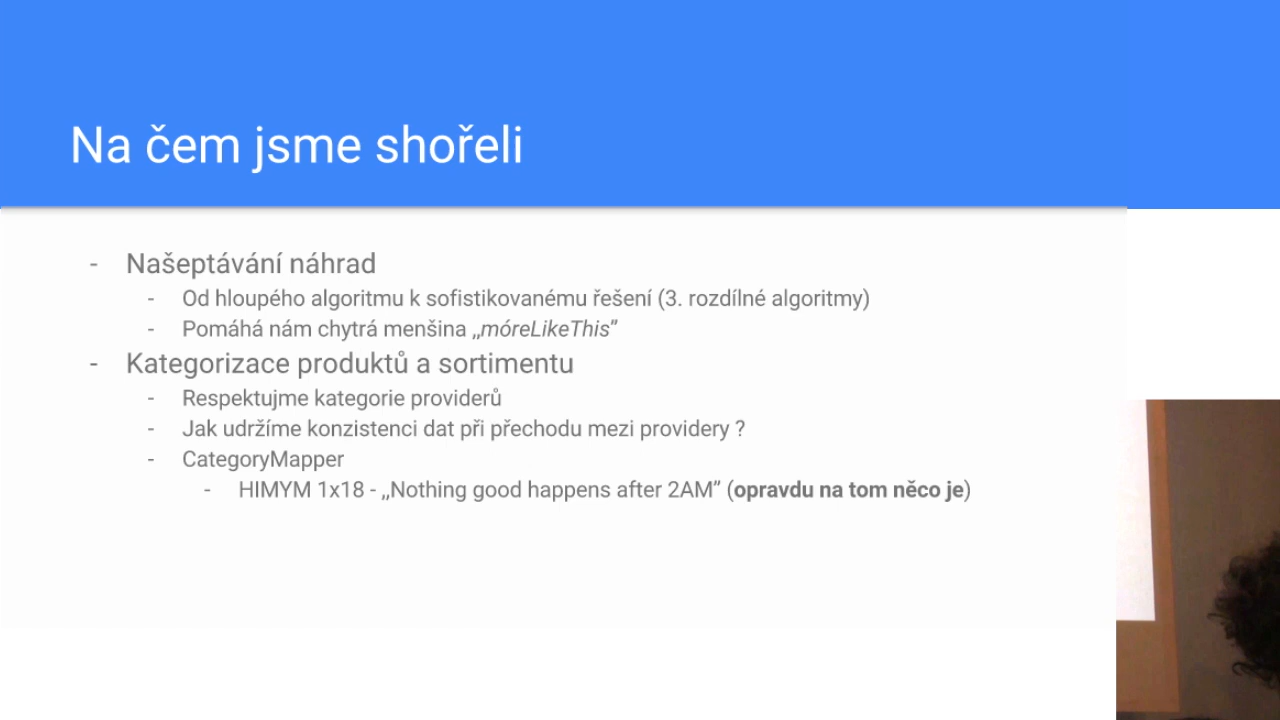 Na čem jsme shořeli
- Našeptávání náhrad
- Od hloupého algoritmu k sofistikovanému řešení (3. rozdílné algoritmy)
- Pomáhá nám chytrá menšina „móreLikeThis”
- Kategorizace produktů a sortimentu
- Respektujme kategorie providerů
- Jak udržíme konzistenci dat při přechodu mezi providery ?
- CategoryMapper
- HIMYM 1x18 - „Nothing good happens after 2AM” (opravdu na tom něco je)